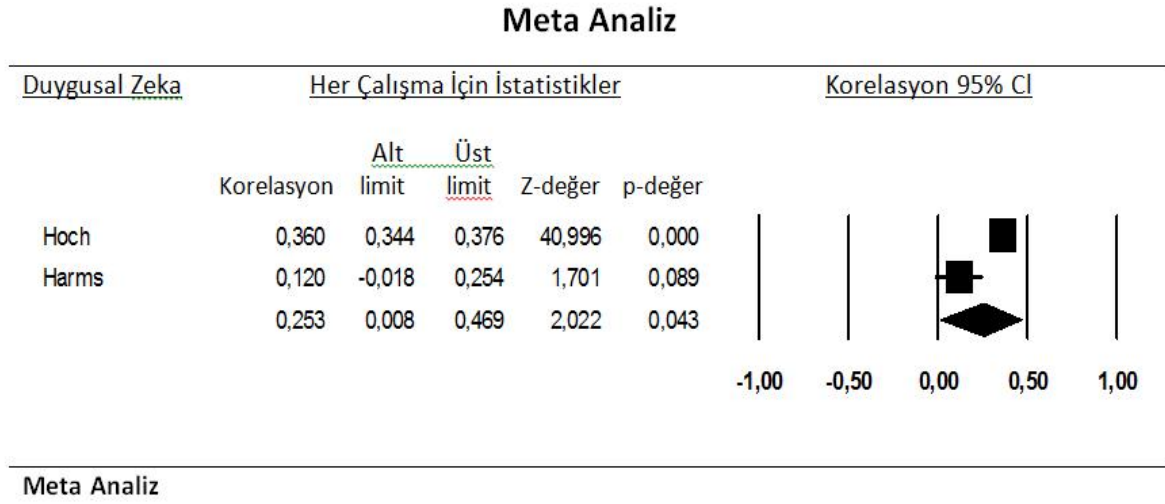 Meta Analiz
Duygusal Zeka Her Çalışma İçin İstatistikler Korelasyon 95% Cl
Alt Üst
Korelasyon limit limit Z-değer p-değer
Hoch 0,360 0,344 0,376 40,996 0,000
Harms 0,120 -0,018 0,254 1,701 0,089
0,253 0,008 0,469 2,022 0,043
-1,00 -0,50 0,00 0,50 1,00
Meta Analiz